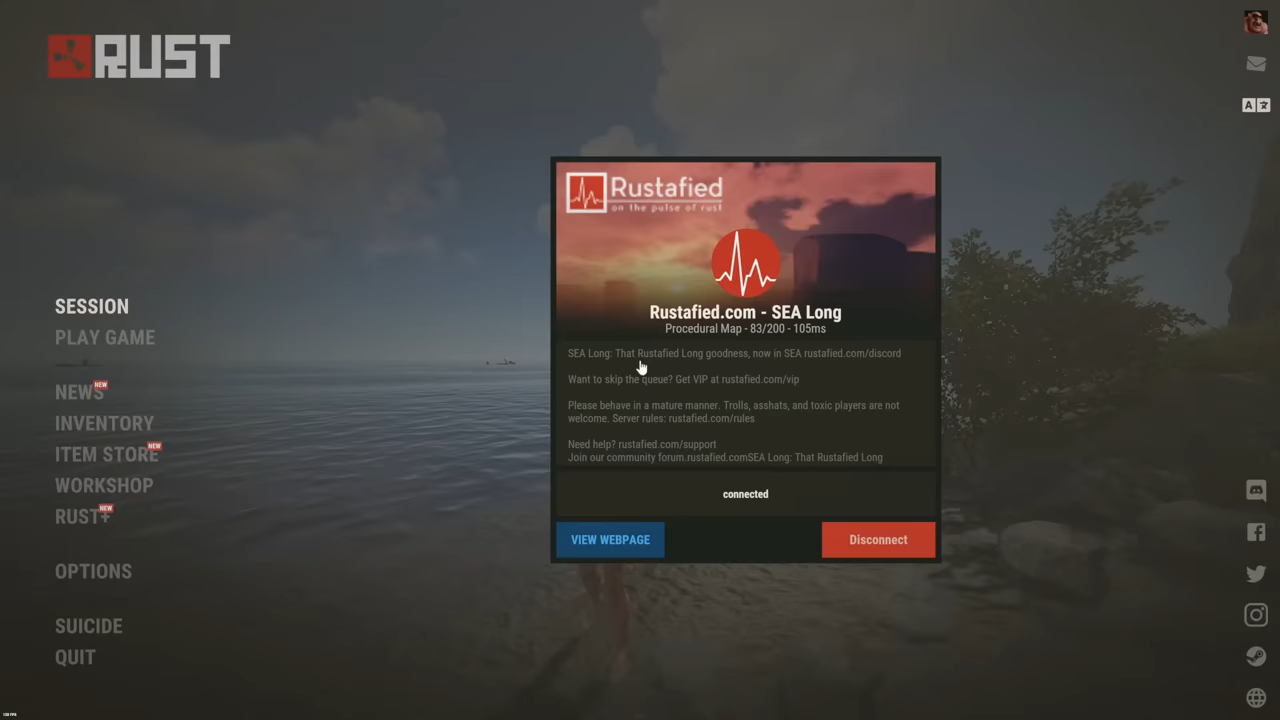 RUST
SESSION
PLAY GAME
NEWS NEW
INVENTORY
ITEM STORE NEW
WORKSHOP
RUST+ NEW
OPTIONS
SUICIDE
QUIT
Rustafied
on the pulse of rust
Rustafied.com - SEA Long
Procedural Map - 83/200 - 105ms
SEA Long: That Rustafied Long goodness, now in SEA rustafied.com/discord
Want to skip the queue? Get VIP at rustafied.com/vip
Please behave in a mature manner. Trolls, asshats, and toxic players are not
welcome. Server rules: rustafied.com/rules
Need help? rustafied.com/support
Join our community forum.rustafied.comSEA Long: That Rustafied Long
connected
VIEW WEBPAGE
Disconnect
A